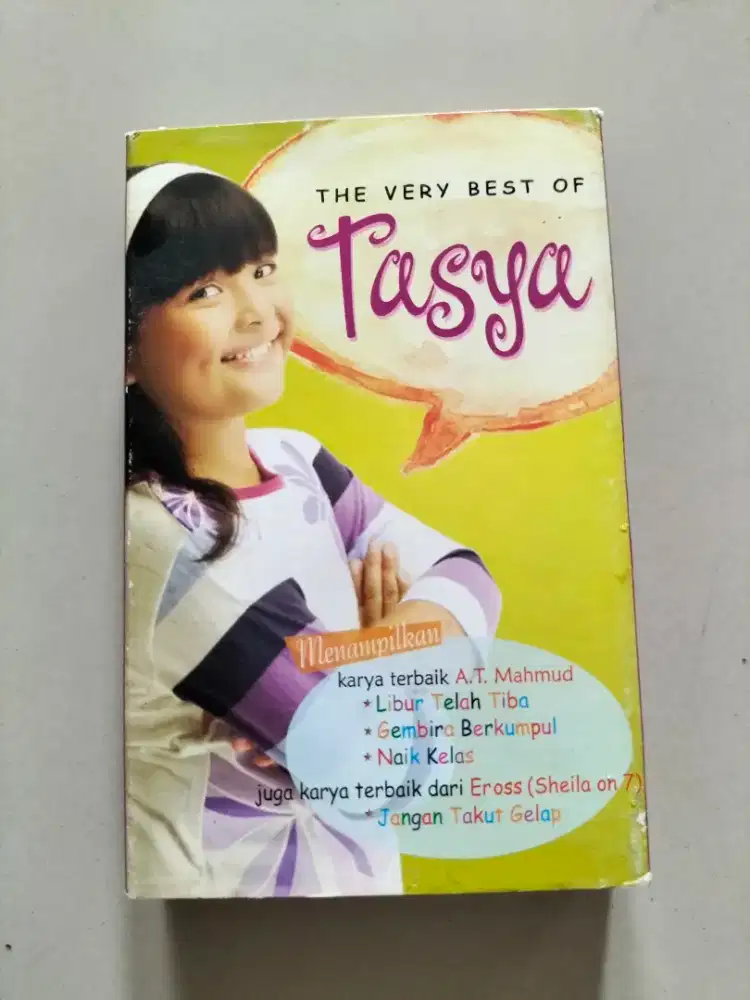 THE VERY BEST OF
Tasya
Menampilkan
karya terbaik A.T. Mahmud
* Libur Telah Tiba
* Gembira Berkumpul
* Naik Kelas
juga karya terbaik dari Eross (Sheila on 7)
* Jangan Takut Gelap